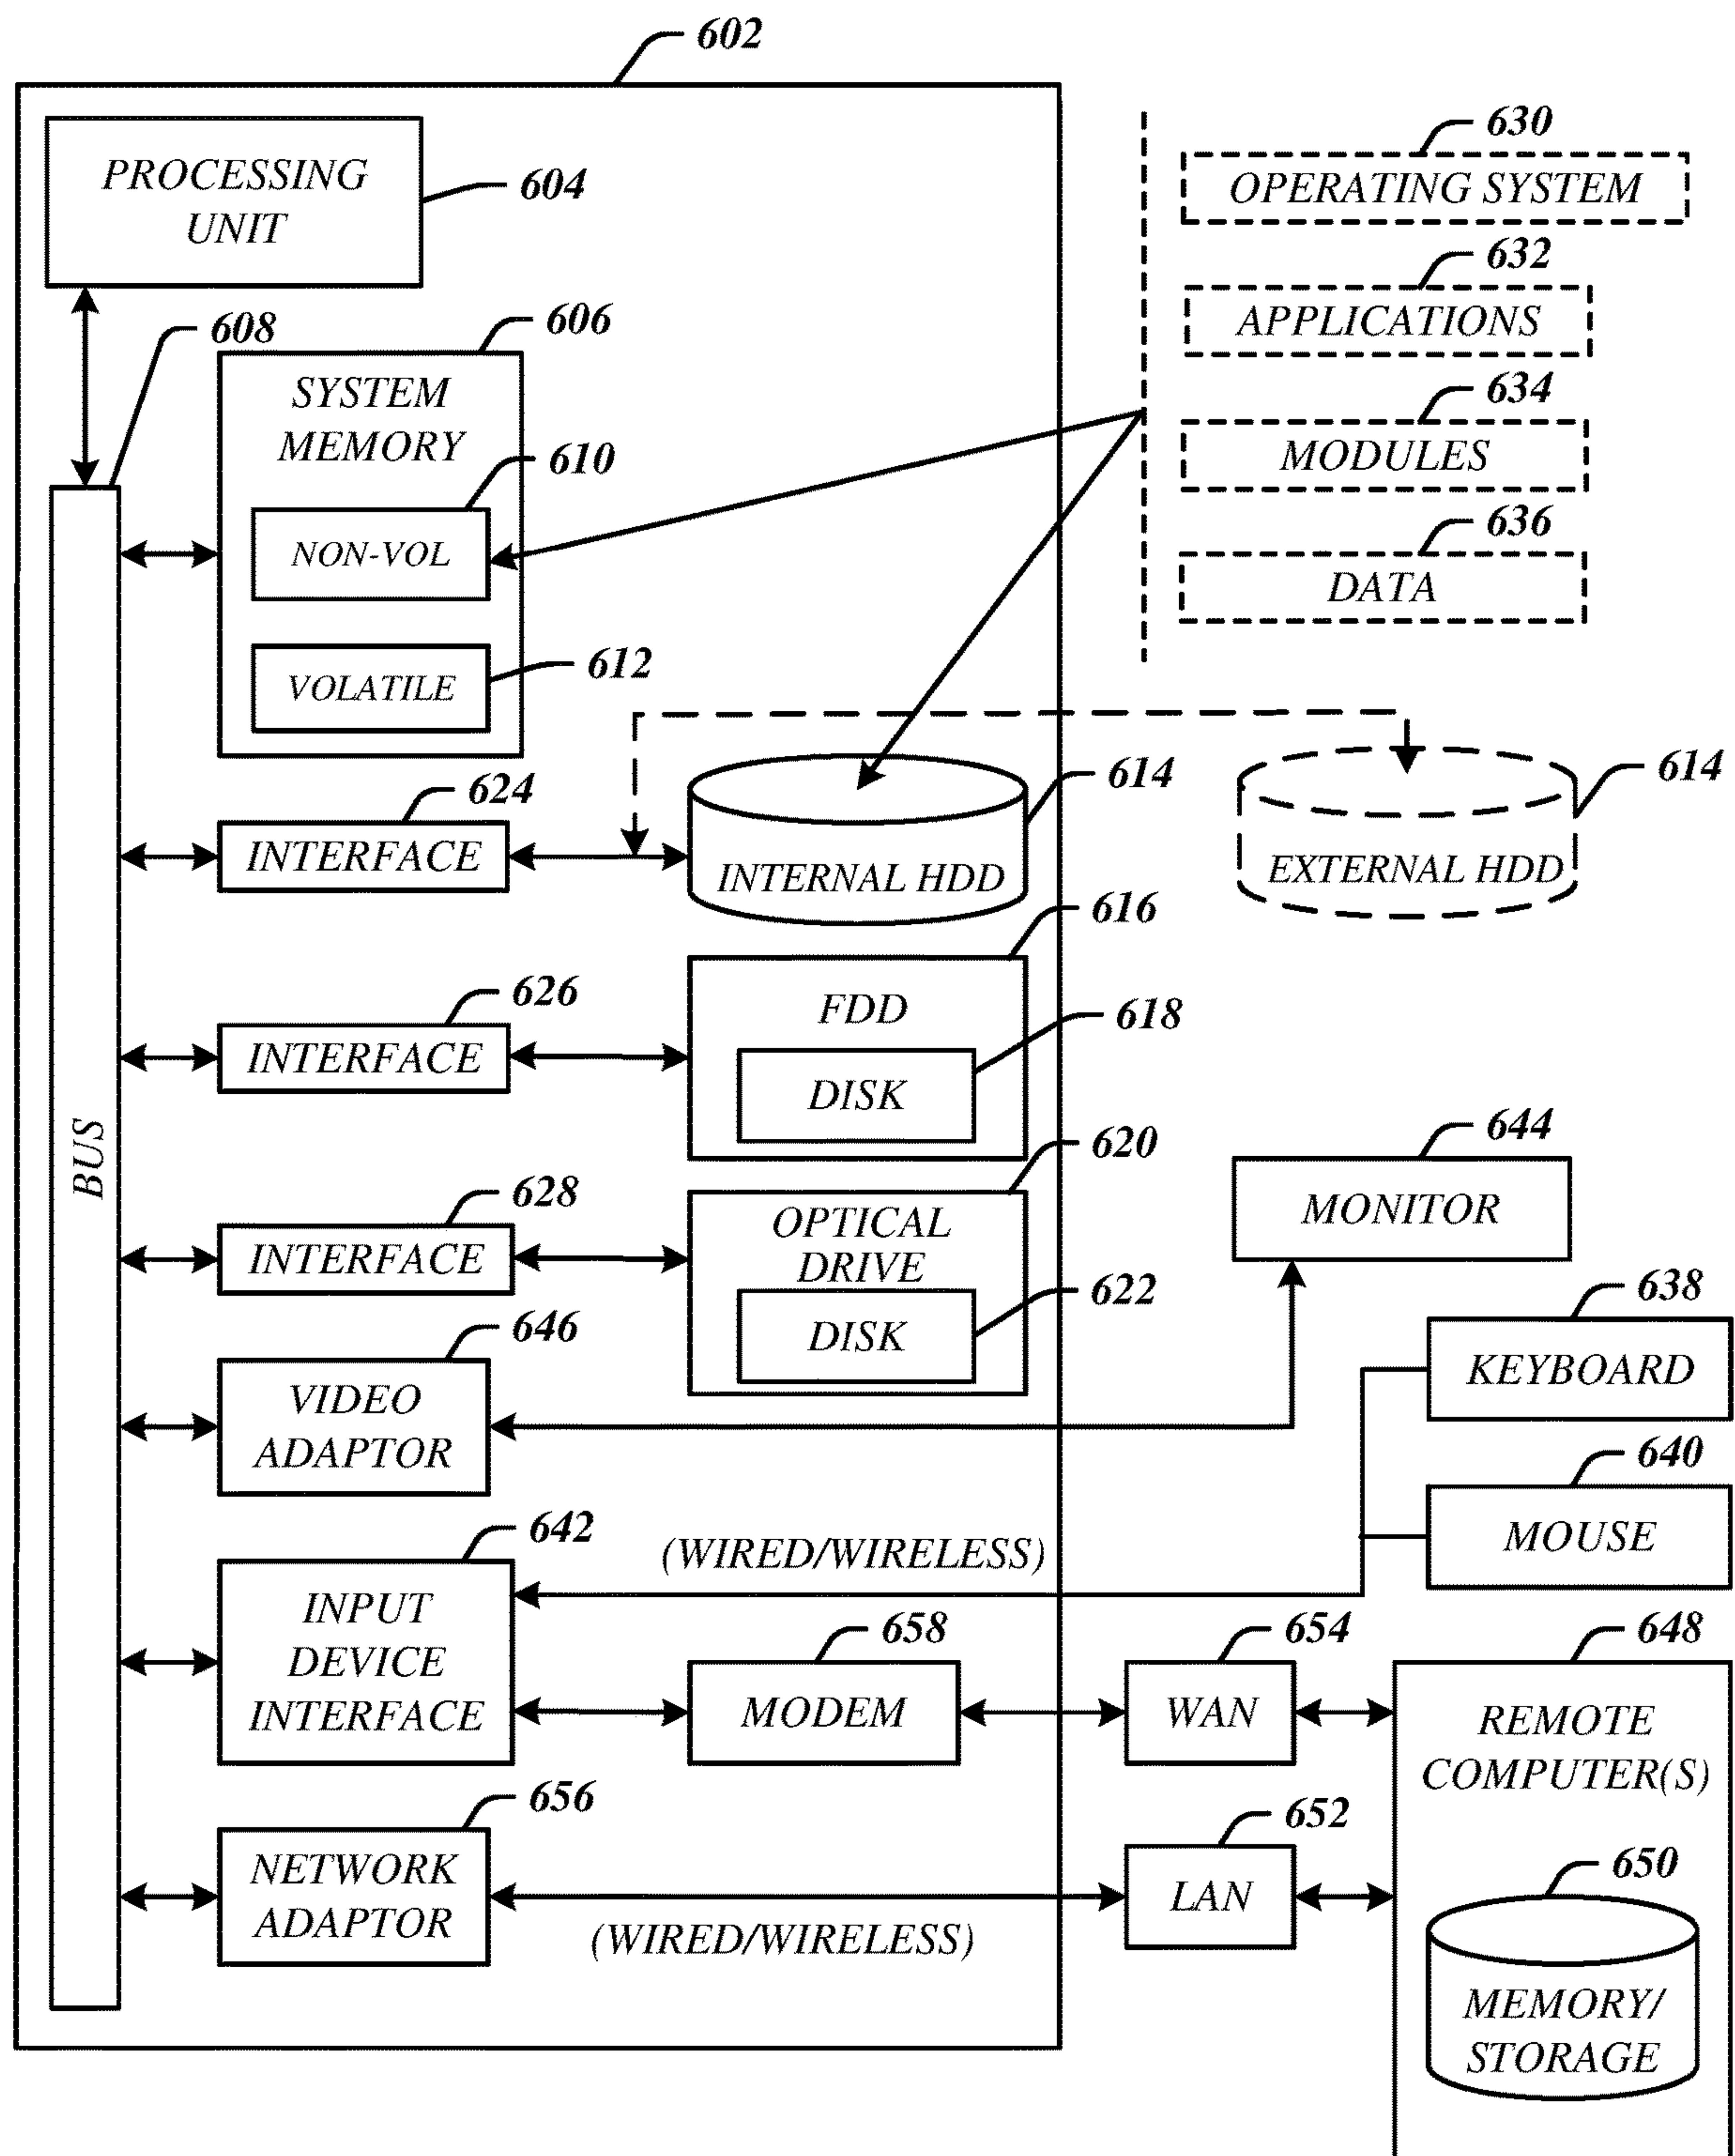 602
PROCESSING
UNIT
604
630
OPERATING SYSTEM
632
APPLICATIONS
634
MODULES
636
DATA
608
606
SYSTEM
MEMORY
610
NON-VOL
612
VOLATILE
624
INTERFACE
614
INTERNAL HDD
614
EXTERNAL HDD
616
FDD
626
INTERFACE
618
DISK
BUS
620
OPTICAL
DRIVE
628
INTERFACE
622
DISK
644
MONITOR
638
KEYBOARD
646
VIDEO
ADAPTOR
640
MOUSE
642
INPUT
DEVICE
INTERFACE
(WIRED/WIRELESS)
658
MODEM
654
WAN
648
REMOTE
COMPUTER(S)
656
NETWORK
ADAPTOR
(WIRED/WIRELESS)
652
LAN
650
MEMORY/
STORAGE